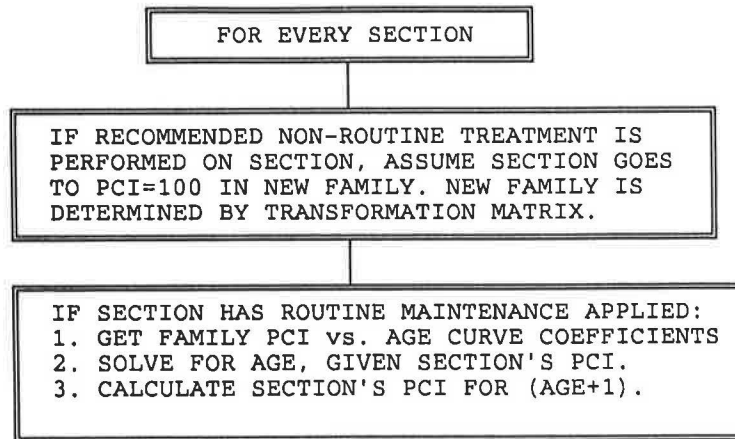 FOR EVERY SECTION
IF RECOMMENDED NON-ROUTINE TREATMENT IS
PERFORMED ON SECTION, ASSUME SECTION GOES
TO PCI=100 IN NEW FAMILY. NEW FAMILY IS
DETERMINED BY TRANSFORMATION MATRIX.
IF SECTION HAS ROUTINE MAINTENANCE APPLIED:
1. GET FAMILY PCI vs. AGE CURVE COEFFICIENTS
2. SOLVE FOR AGE, GIVEN SECTION'S PCI.
3. CALCULATE SECTION'S PCI FOR (AGE+1).